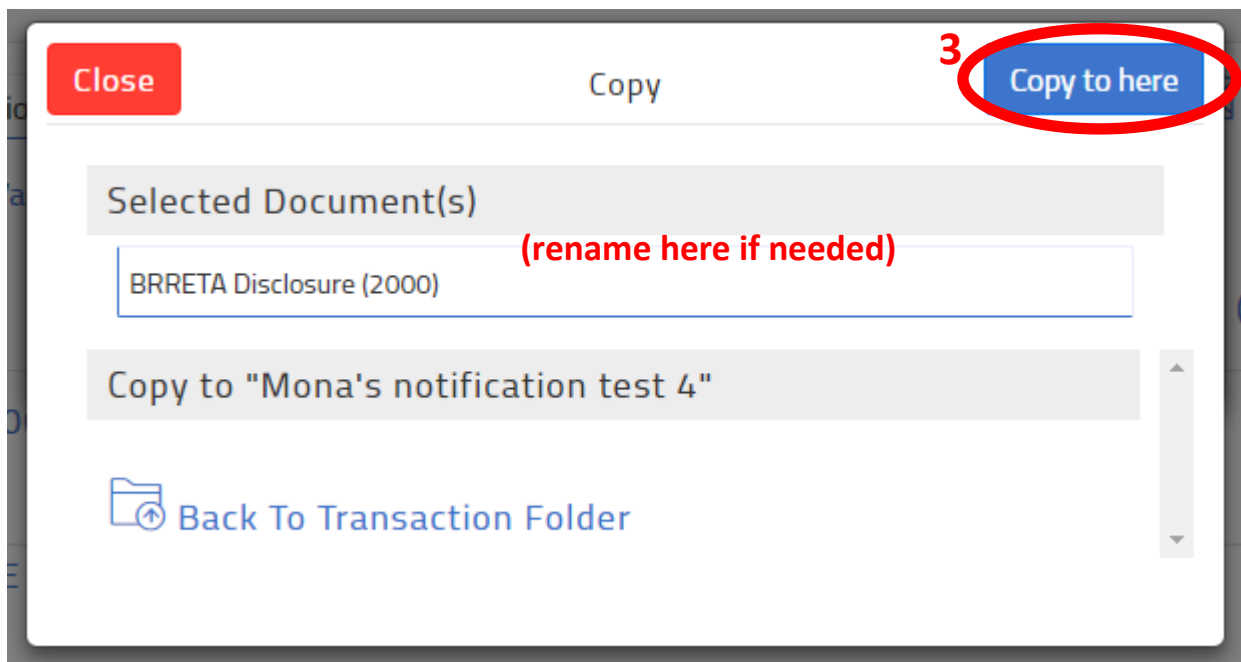 Close
Copy
3
Copy to here
Selected Document(s)
(rename here if needed)
BRRETA Disclosure (2000)
Copy to "Mona's notification test 4"
Back To Transaction Folder